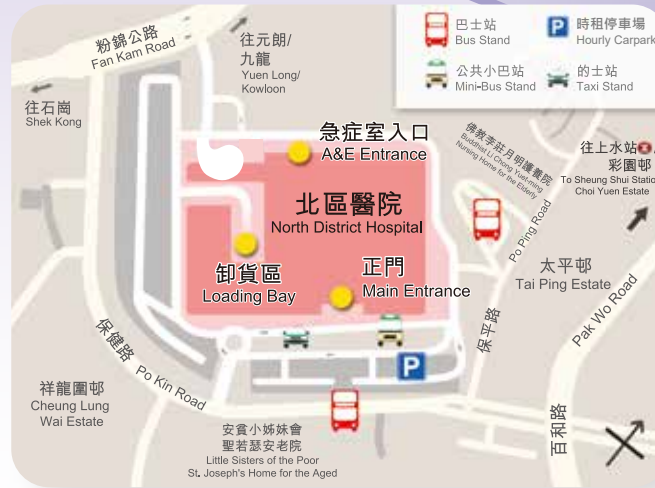 粉錦公路
Fan Kam Road
往元朗/
九龍
Yuen Long/
Kowloon
巴士站
Bus Stand
時租停車場
Hourly Carpark
公共小巴站
Mini-Bus Stand
的士站
Taxi Stand
往石崗
Shek Kong
急症室入口
A&E Entrance
佛教李莊月明護養院
Buddhist Li Chong Yuet-ming
Nursing Home for the Elderly
往上水站
彩園邨
To Sheung Shui Statio
Choi Yuen Estate
北區醫院
North District Hospital
Po Ping Road
保平路
卸貨區
Loading Bay
正門
Main Entrance
太平邨
Tai Ping Estate
Pak Wo Road
百和路
保健路
Po Kin Road
P
祥龍圍邨
Cheung Lung
Wai Estate
安貧小姊妹會
聖若瑟安老院
Little Sisters of the Poor
St. Joseph's Home for the Aged